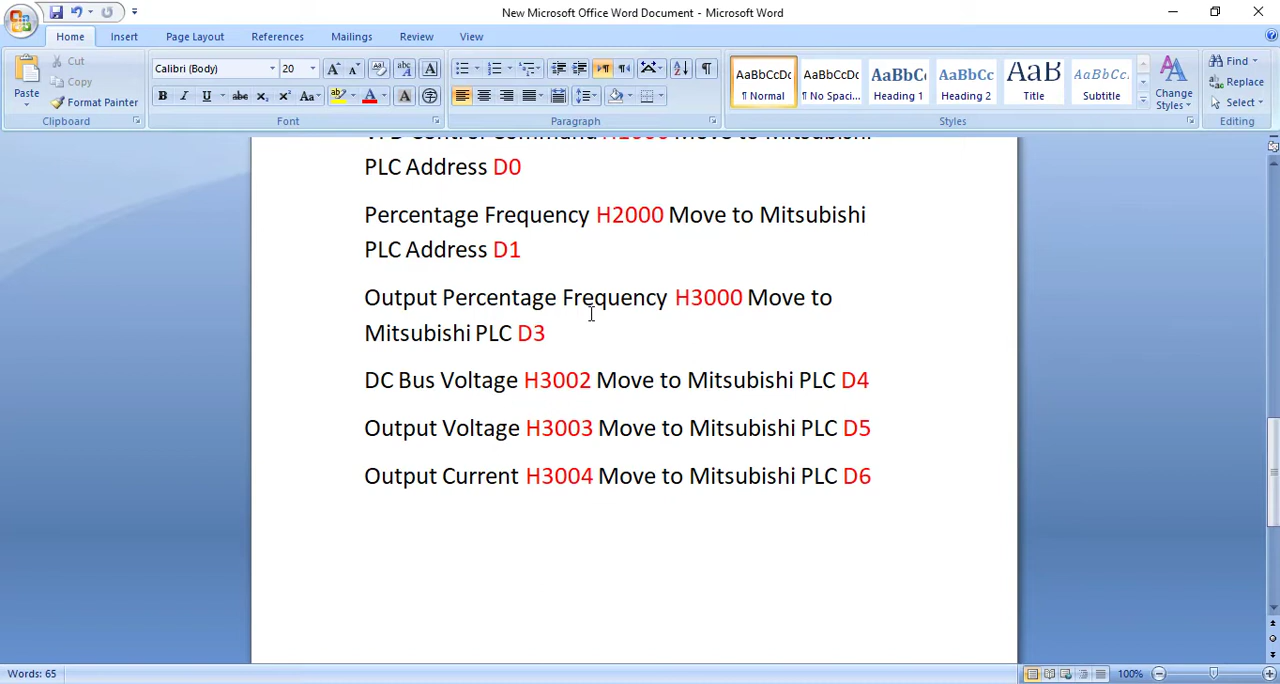 New Microsoft Office Word Document - Microsoft Word
Home Insert Page Layout References Mailings Review View
Paste
Cut
Copy
Format Painter
Clipboard
Calibri (Body) 20
Font
Paragraph
AaBbCcDc AaBbCcDc AaBbC AaBbCc AaB AaBbCc.
¶ Normal ¶ No Spaci... Heading 1 Heading 2 Title Subtitle
Change Styles
Styles
Find
Replace
Select
Editing
PLC Address D0
Percentage Frequency H2000 Move to Mitsubishi
PLC Address D1
Output Percentage Frequency H3000 Move to
Mitsubishi PLC D3
DC Bus Voltage H3002 Move to Mitsubishi PLC D4
Output Voltage H3003 Move to Mitsubishi PLC D5
Output Current H3004 Move to Mitsubishi PLC D6
Words: 65
100%